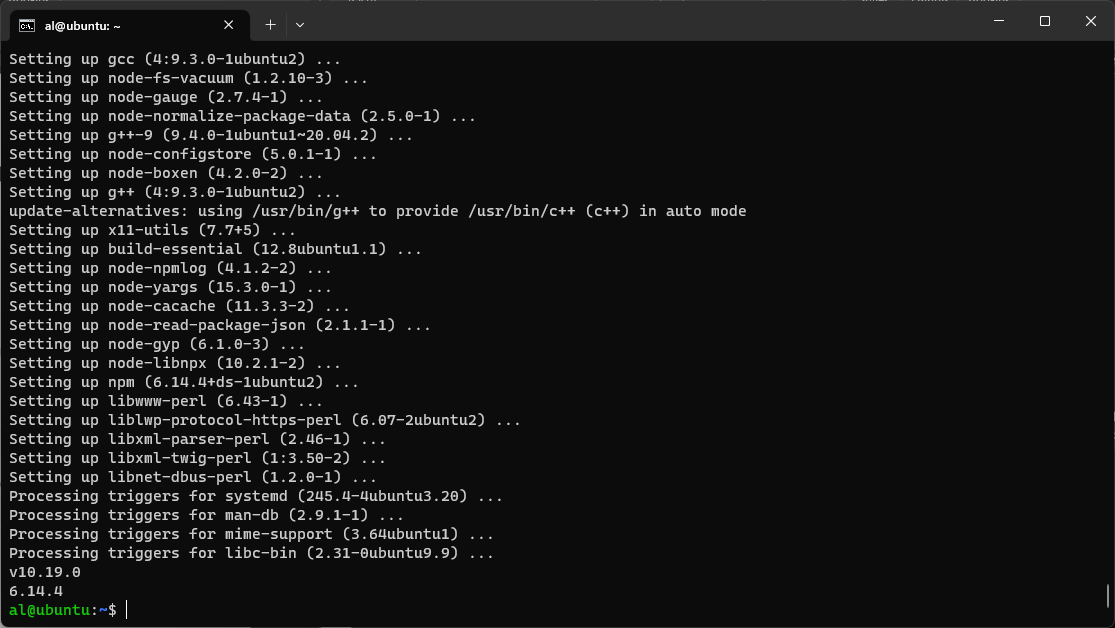 al@ubuntu: ~
Setting up gcc (4:9.3.0-1ubuntu2) ...
Setting up node-fs-vacuum (1.2.10-3) ...
Setting up node-gauge (2.7.4-1) ...
Setting up node-normalize-package-data (2.5.0-1) ...
Setting up g++-9 (9.4.0-1ubuntu1~20.04.2) ...
Setting up node-configstore (5.0.1-1) ...
Setting up node-boxen (4.2.0-2) ...
Setting up g++ (4:9.3.0-1ubuntu2) ...
update-alternatives: using /usr/bin/g++ to provide /usr/bin/c++ (c++) in auto mode
Setting up x11-utils (7.7+5) ...
Setting up build-essential (12.8ubuntu1.1) ...
Setting up node-npmlog (4.1.2-2) ...
Setting up node-yargs (15.3.0-1) ...
Setting up node-cacache (11.3.3-2) ...
Setting up node-read-package-json (2.1.1-1) ...
Setting up node-gyp (6.1.0-3) ...
Setting up node-libnpx (10.2.1-2) ...
Setting up npm (6.14.4+ds-1ubuntu2) ...
Setting up libwww-perl (6.43-1) ...
Setting up liblwp-protocol-https-perl (6.07-2ubuntu2) ...
Setting up libxml-parser-perl (2.46-1) ...
Setting up libxml-twig-perl (1:3.50-2) ...
Setting up libnet-dbus-perl (1.2.0-1) ...
Processing triggers for systemd (245.4-4ubuntu3.20) ...
Processing triggers for man-db (2.9.1-1) ...
Processing triggers for mime-support (3.64ubuntu1) ...
Processing triggers for libc-bin (2.31-0ubuntu9.9) ...
v10.19.0
6.14.4
al@ubuntu:~$